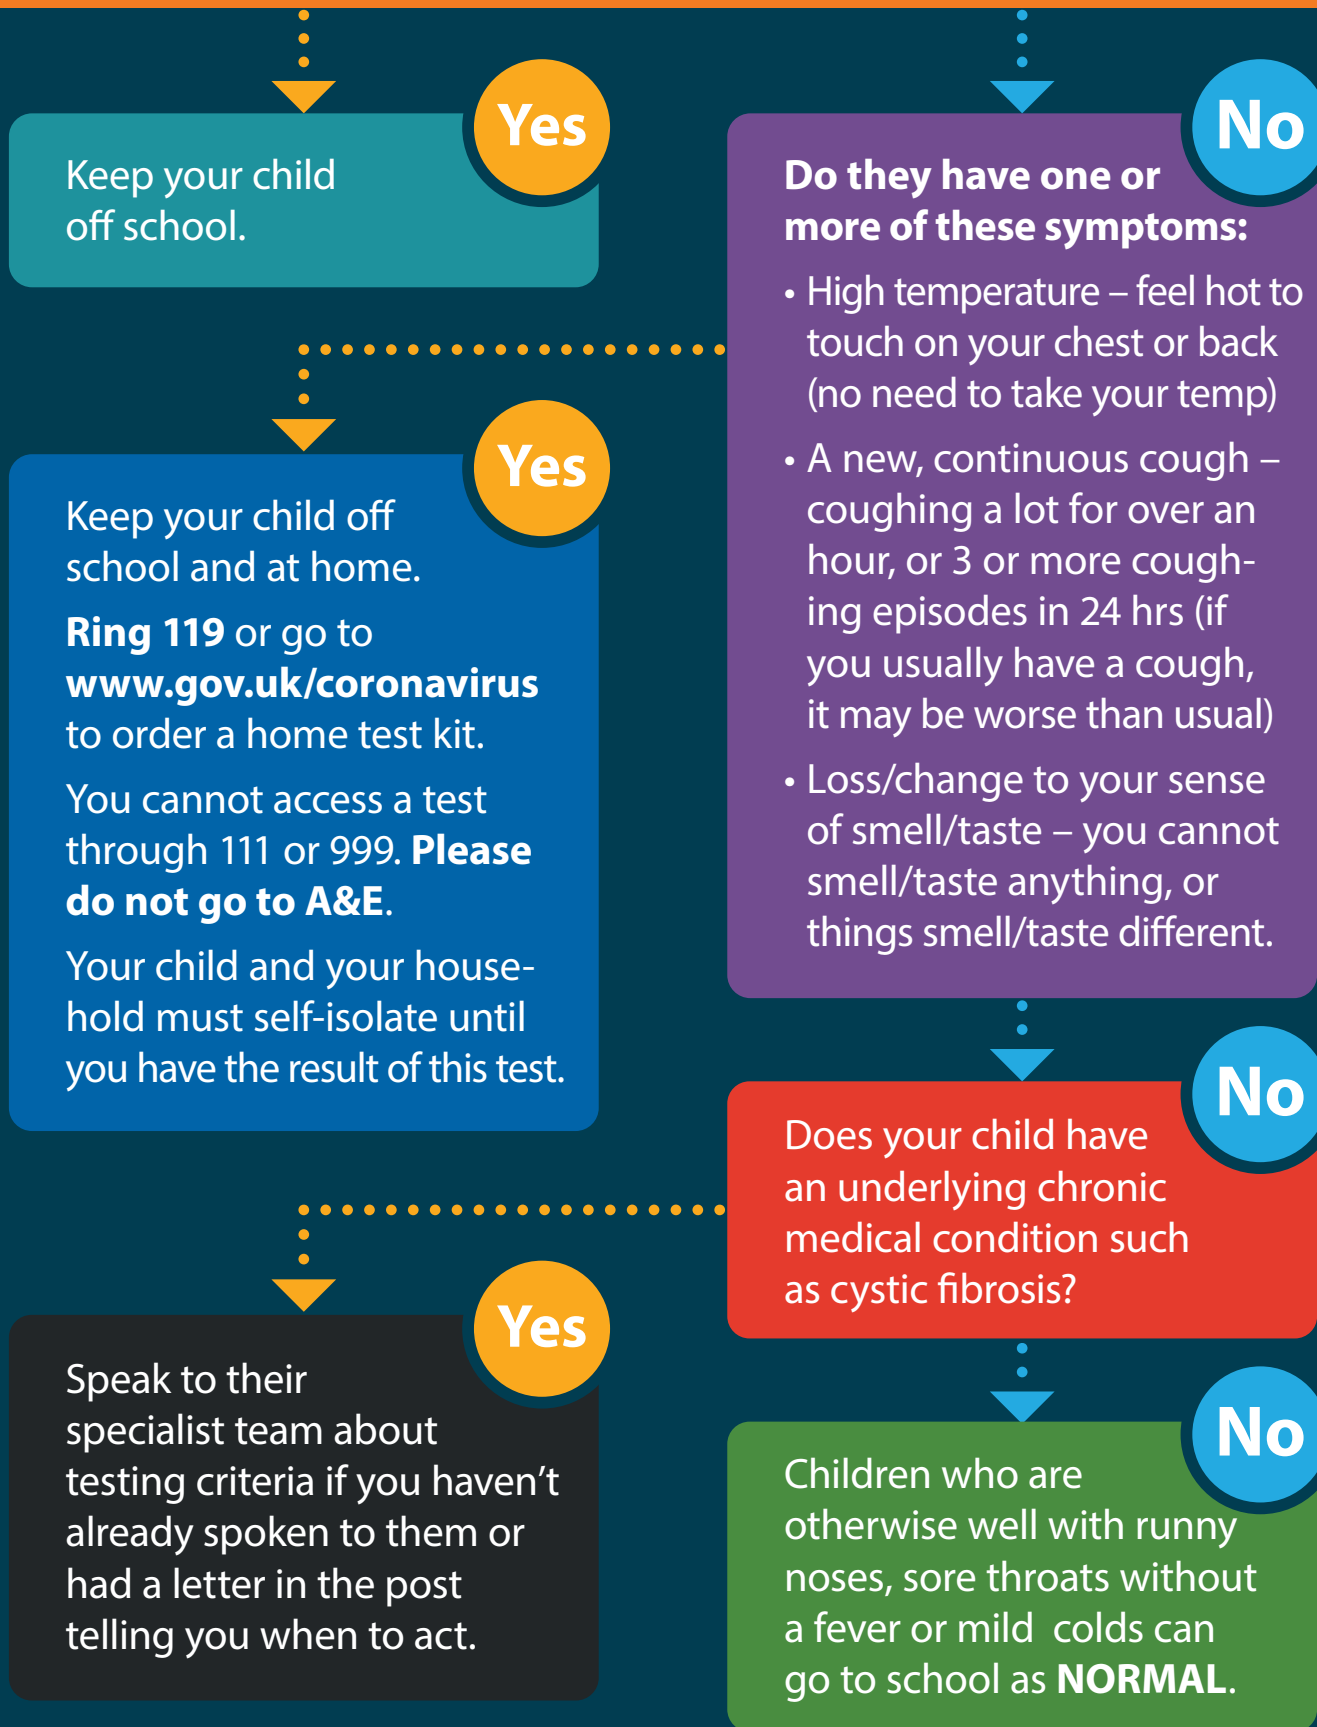 Yes
Keep your child
off school.
No
Do they have one or
more of these symptoms:
• High temperature – feel hot to
touch on your chest or back
(no need to take your temp)
• A new, continuous cough –
coughing a lot for over an
hour, or 3 or more cough-
ing episodes in 24 hrs (if
you usually have a cough,
it may be worse than usual)
• Loss/change to your sense
of smell/taste – you cannot
smell/taste anything, or
things smell/taste different.
Yes
Keep your child off
school and at home.
Ring 119 or go to
www.gov.uk/coronavirus
to order a home test kit.
You cannot access a test
through 111 or 999. Please
do not go to A&E.
Your child and your house-
hold must self-isolate until
you have the result of this test.
No
Does your child have
an underlying chronic
medical condition such
as cystic fibrosis?
Yes
Speak to their
specialist team about
testing criteria if you haven’t
already spoken to them or
had a letter in the post
telling you when to act.
No
Children who are
otherwise well with runny
noses, sore throats without
a fever or mild  colds can
go to school as NORMAL.